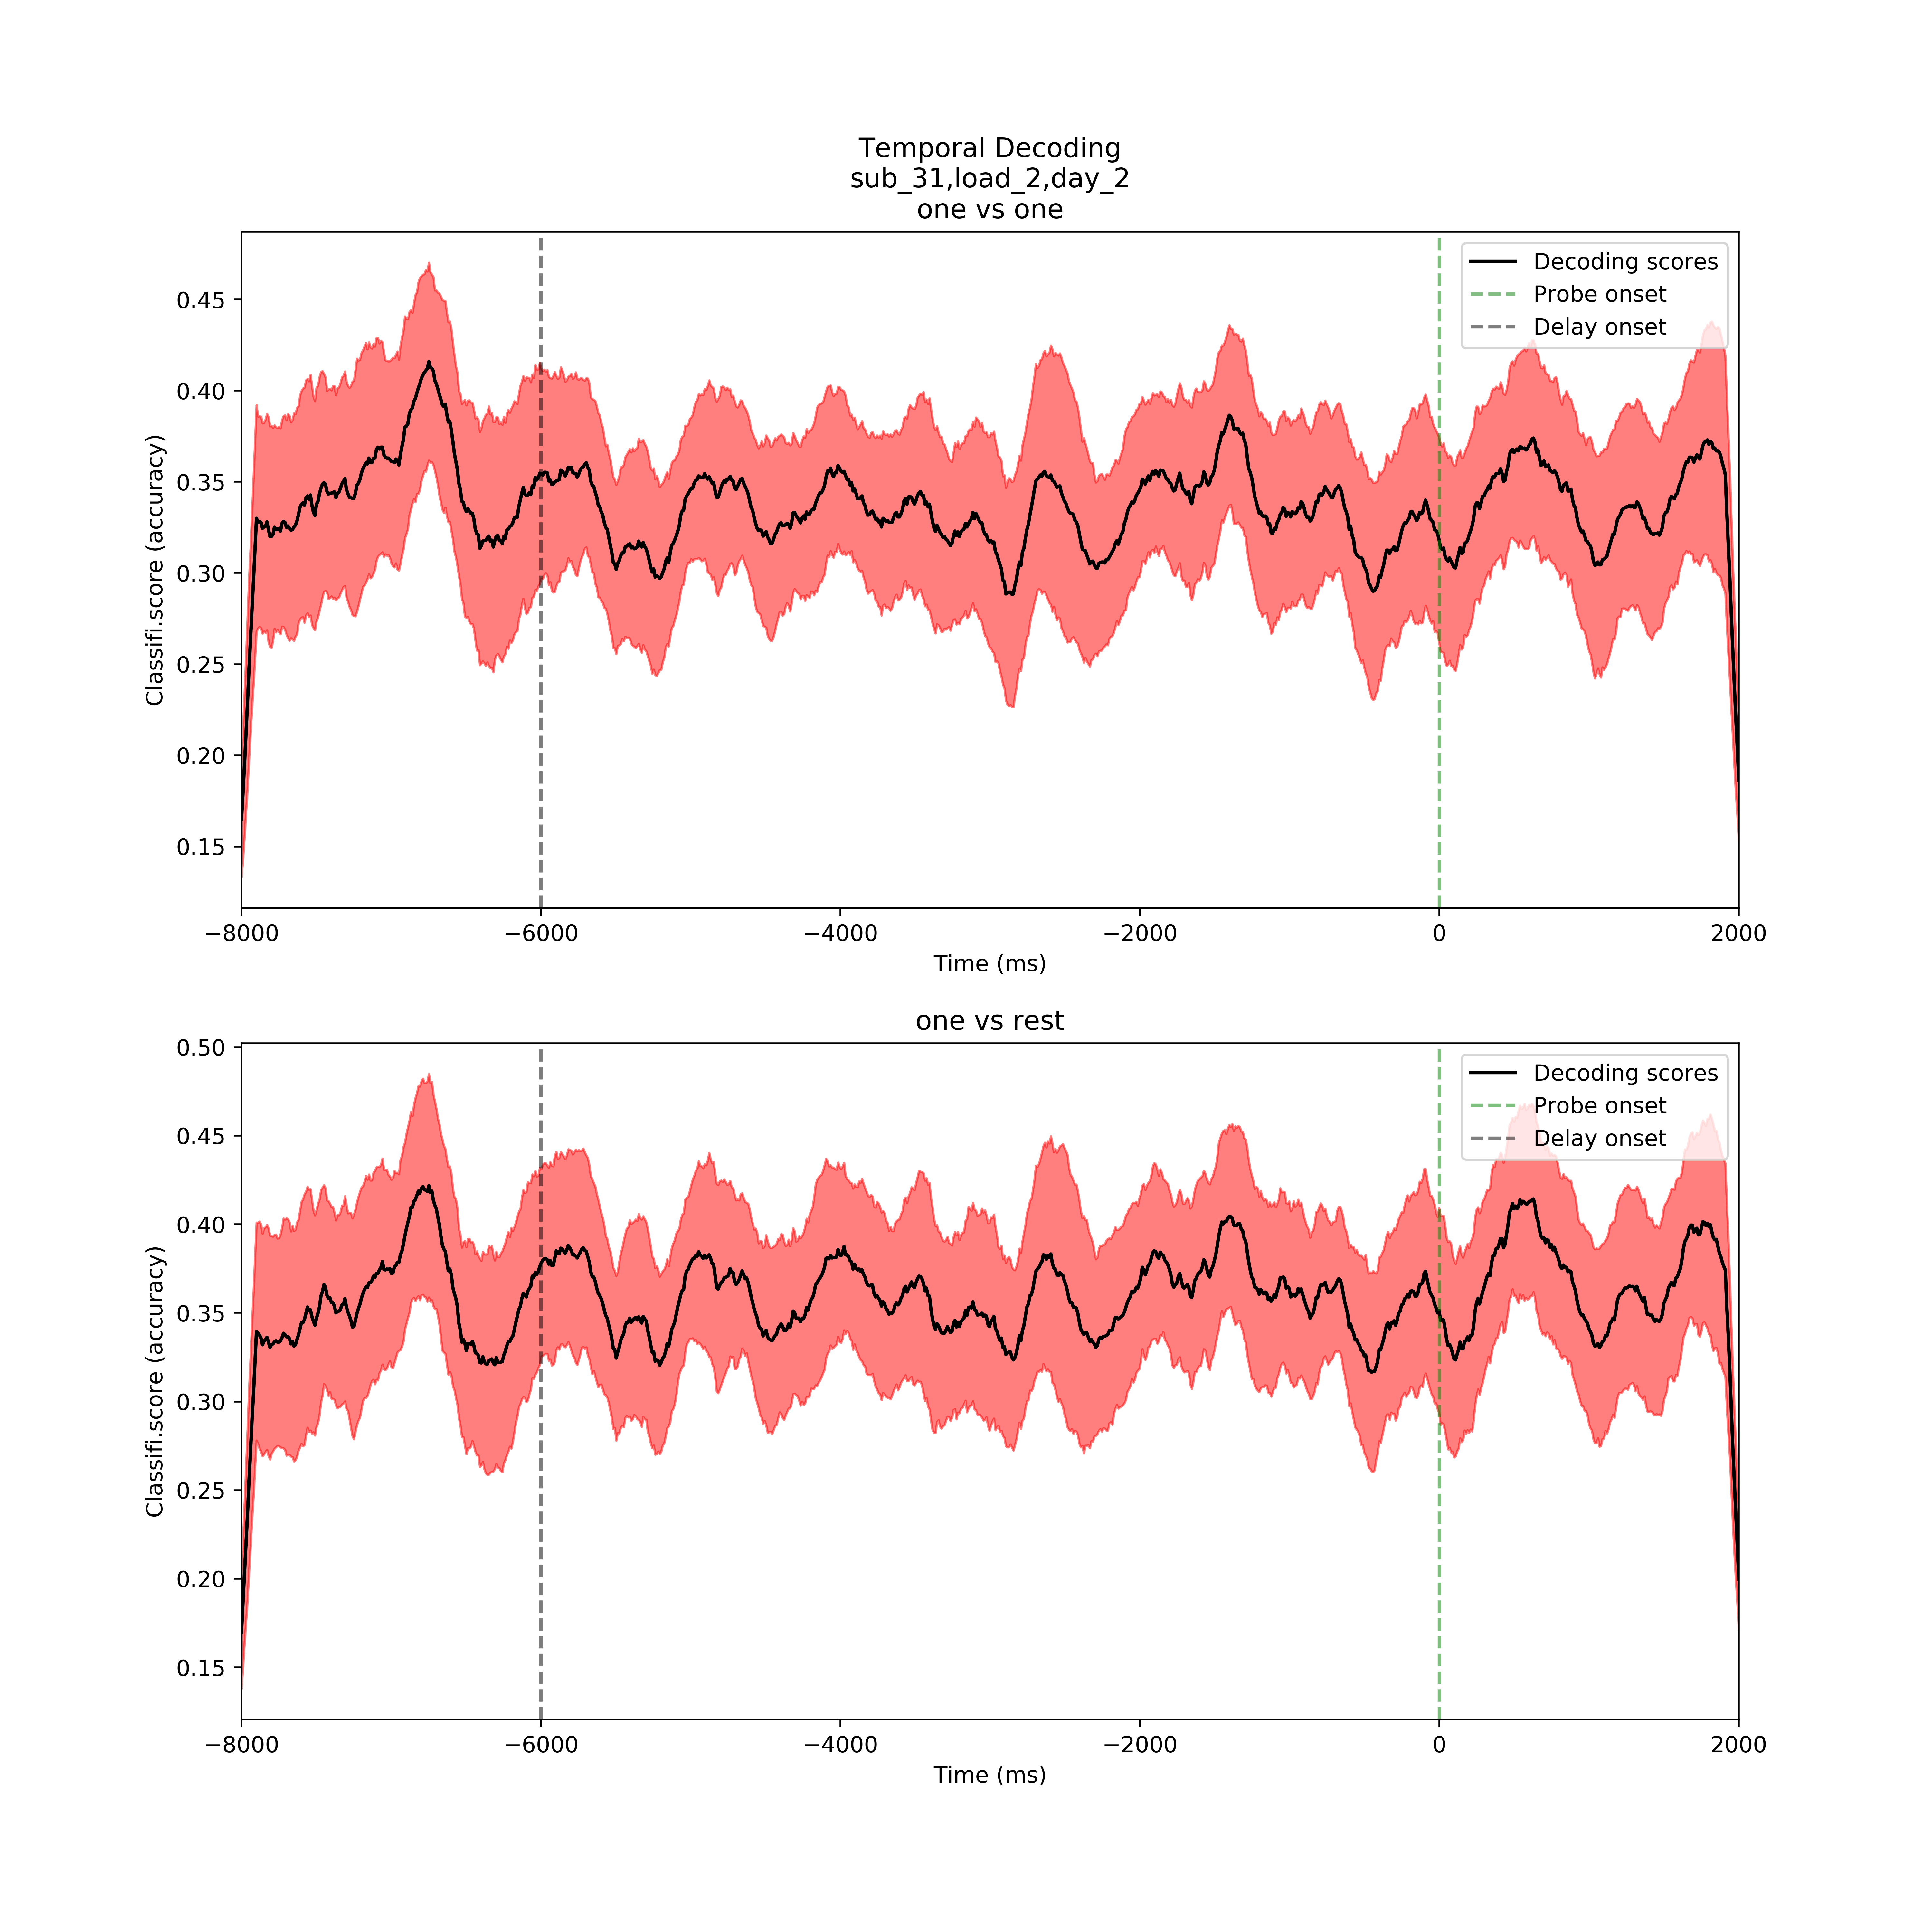 Temporal Decoding
sub_31,load_2,day_2
one vs one
Decoding scores
Probe onset
Delay onset
0.45
0.40
0.35
0.30
0.25
0.20
0.15
Classifi.score (accuracy)
−8000 −6000 −4000 −2000 0 2000
Time (ms)
one vs rest
Decoding scores
Probe onset
Delay onset
0.50
0.45
0.40
0.35
0.30
0.25
0.20
0.15
Classifi.score (accuracy)
−8000 −6000 −4000 −2000 0 2000
Time (ms)